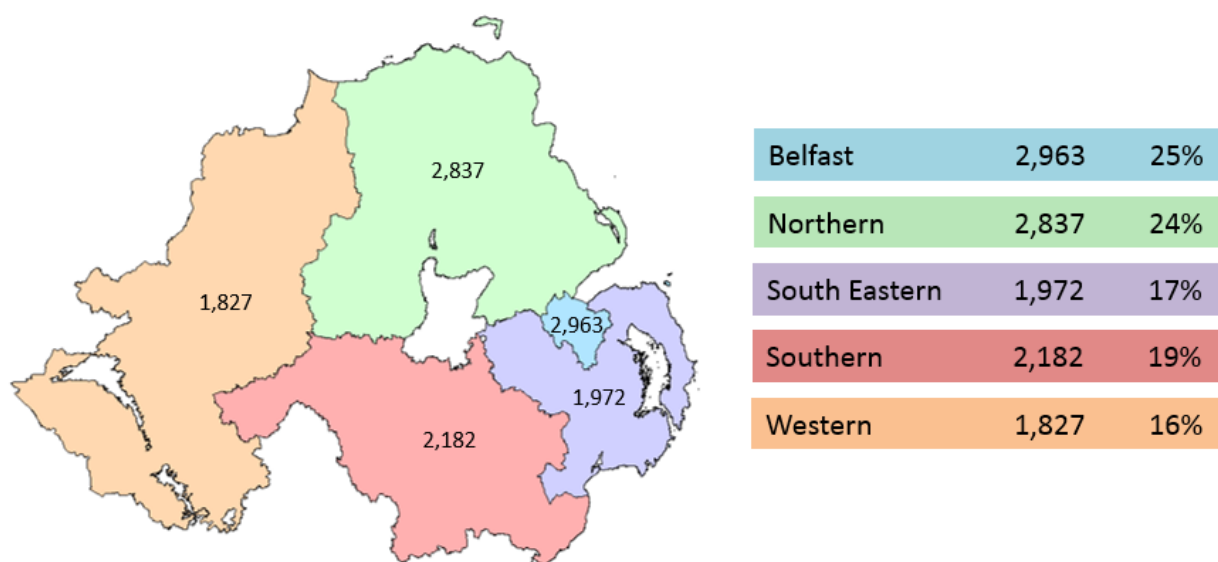 2,837
1,827
2,963
1,972
2,182
Belfast 2,963 25%
Northern 2,837 24%
South Eastern 1,972 17%
Southern 2,182 19%
Western 1,827 16%